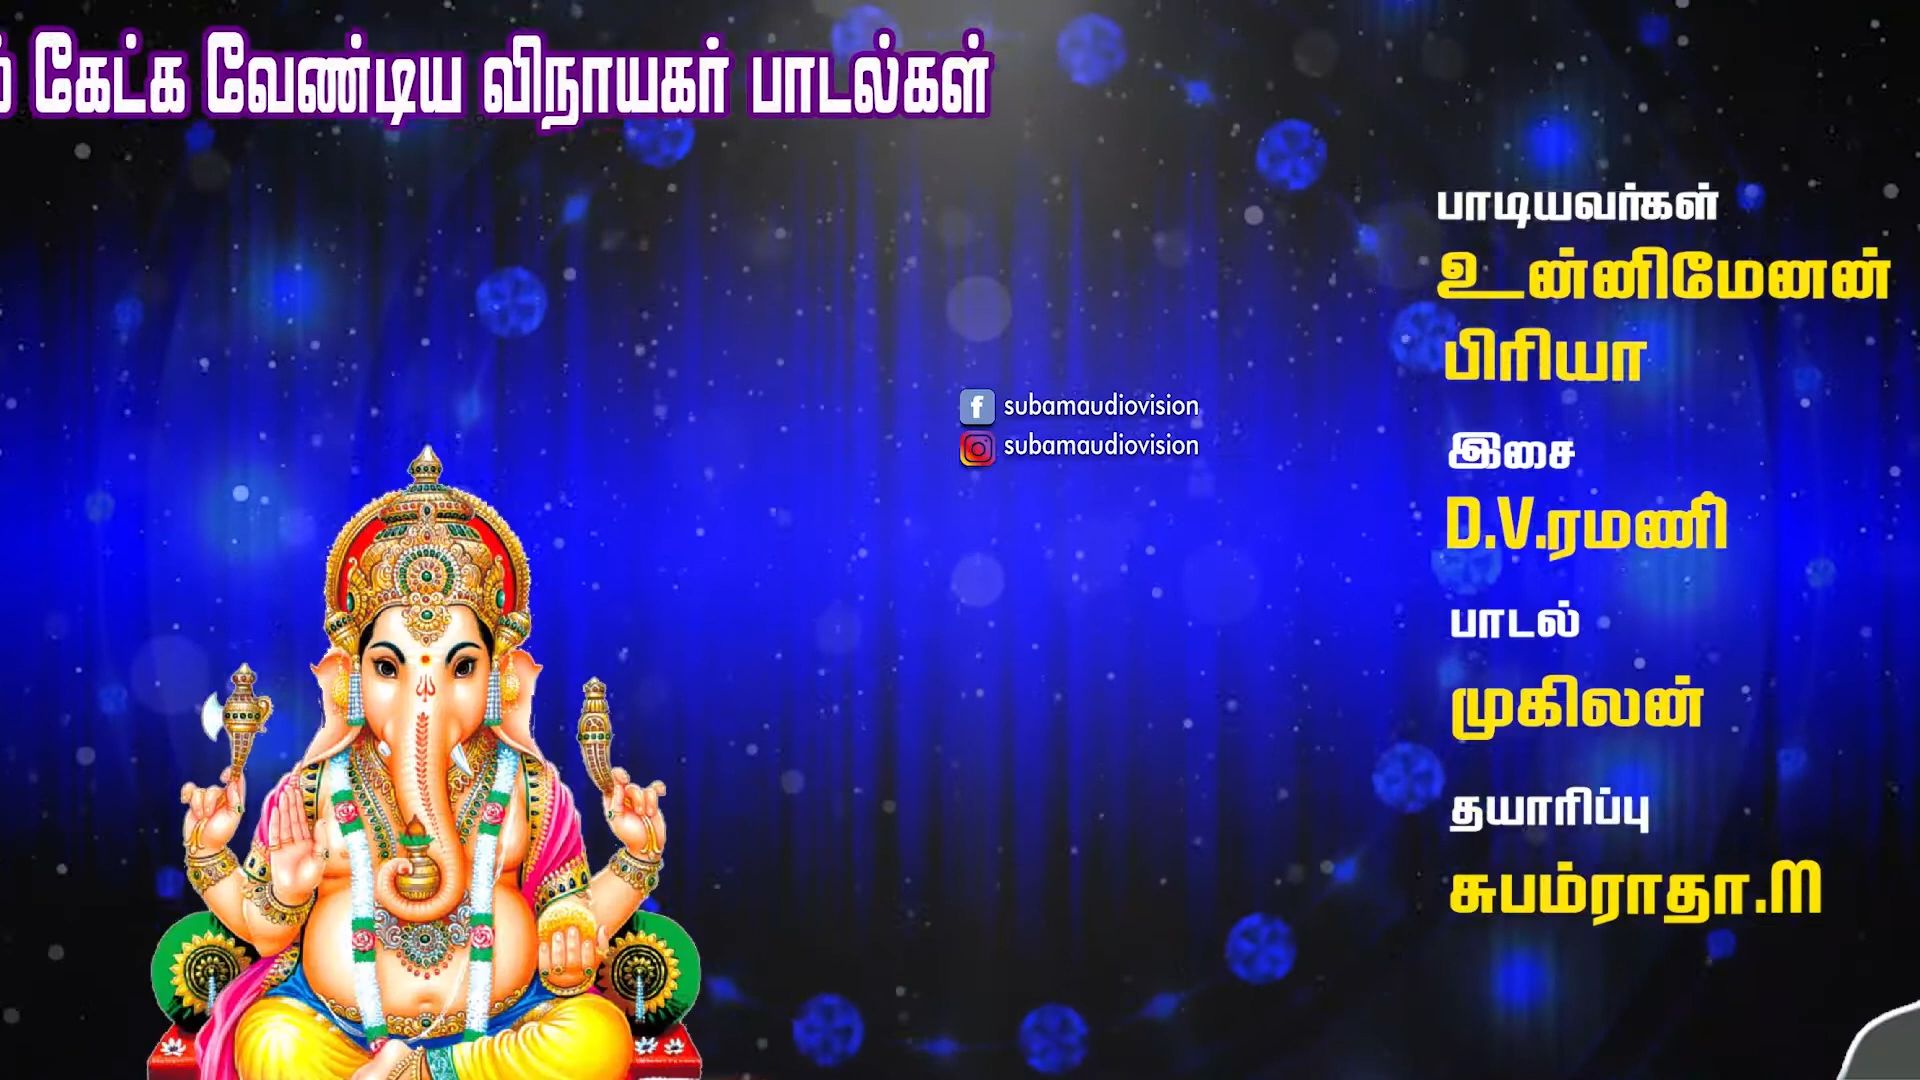 கேட்க வேண்டிய விநாயகர் பாடல்கள்
பாடியவர்கள்
உன்னிமேனன்
பிரியா
subamaudiovision
subamaudiovision
இசை
D.V.ரமணி
பாடல்
முகிலன்
தயாரிப்பு
சுபம்ராதா.M